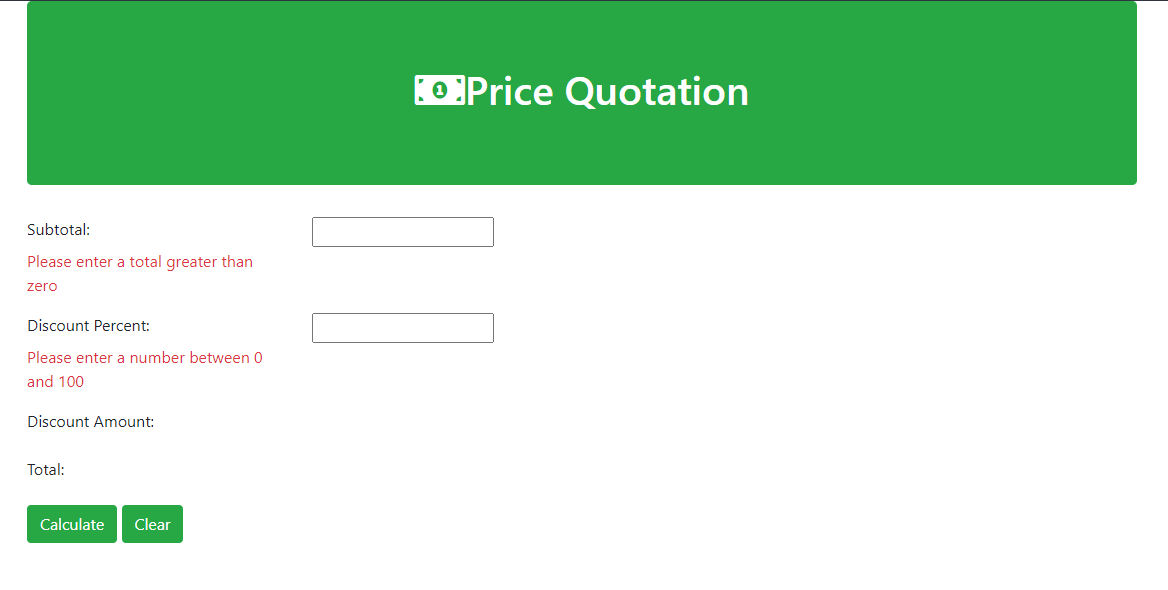 Price Quotation
Subtotal:
Please enter a total greater than
zero
Discount Percent:
Please enter a number between 0
and 100
Discount Amount:
Total:
Calculate Clear